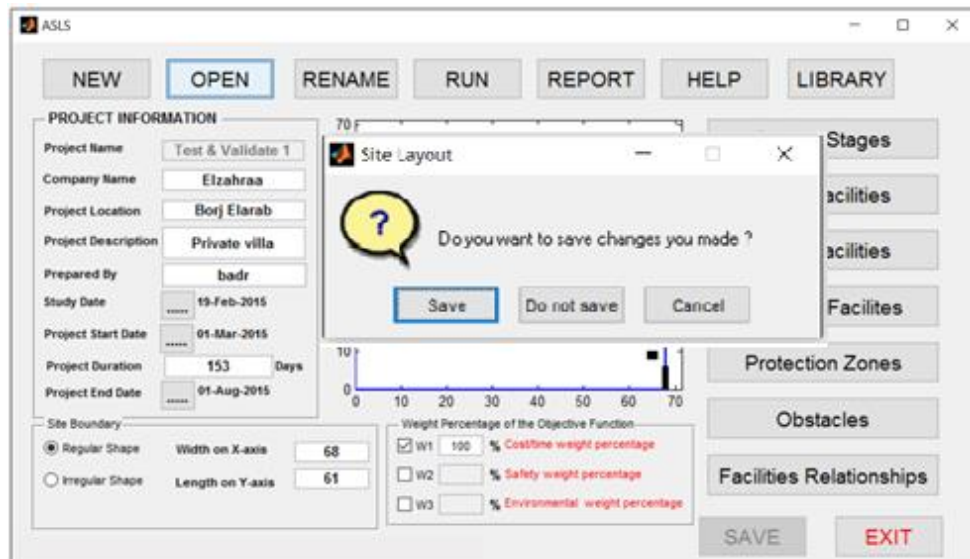 ASLS
NEW OPEN RENAME RUN REPORT HELP LIBRARY
PROJECT INFORMATION
Project Name Test & Validate 1
Company Name Elzahraa
Project Location Borj Elarab
Project Description Private villa
Prepared By badr
Study Date ..... 19-Feb-2015
Project Start Date ..... 01-Mar-2015
Project Duration 153 Days
Project End Date ..... 01-Aug-2015
70
Site Layout
Do you want to save changes you made ?
Save Do not save Cancel
10
0
0 10 20 30 40 50 60 70
Stages
acilities
acilities
Facilites
Protection Zones
Obstacles
Facilities Relationships
Site Boundary
Regular Shape Width on X-axis 68
Irregular Shape Length on Y-axis 61
Weight Percentage of the Objective Function
W1 100 % Cost/time weight percentage
W2 % Safety weight percentage
W3 % Environmental weight percentage
SAVE EXIT